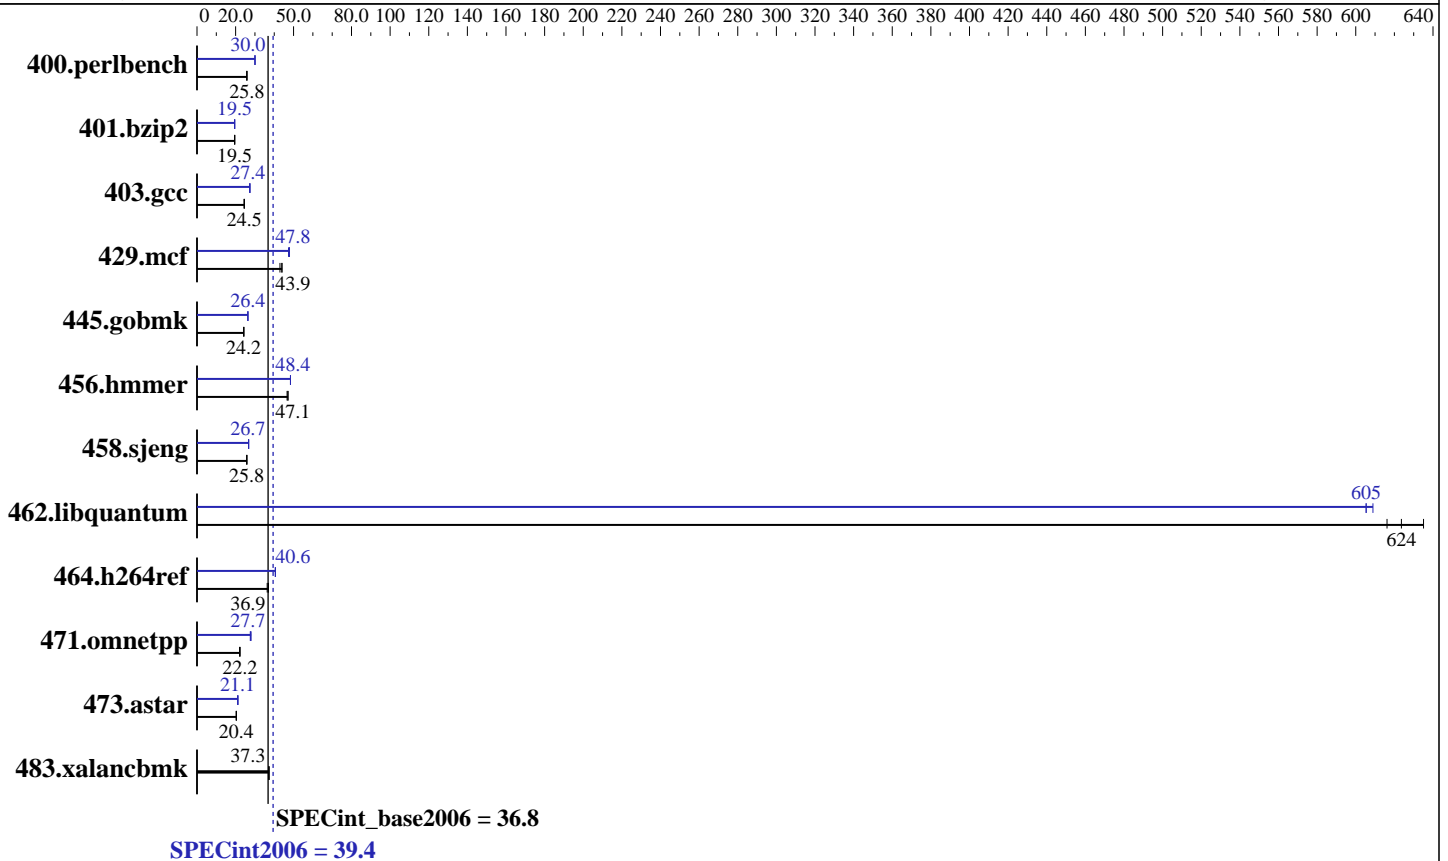 0 20.0 50.0 80.0 100 120 140 160 180 200 220 240 260 280 300 320 340 360 380 400 420 440 460 480 500 520 540 560 580 600 640
30.0
400.perlbench
25.8
19.5
401.bzip2
19.5
27.4
403.gcc
24.5
47.8
429.mcf
43.9
26.4
445.gobmk
24.2
48.4
456.hmmer
47.1
26.7
458.sjeng
25.8
605
462.libquantum
624
40.6
464.h264ref
36.9
27.7
471.omnetpp
22.2
21.1
473.astar
20.4
37.3
483.xalancbmk
SPECint_base2006 = 36.8
SPECint2006 = 39.4